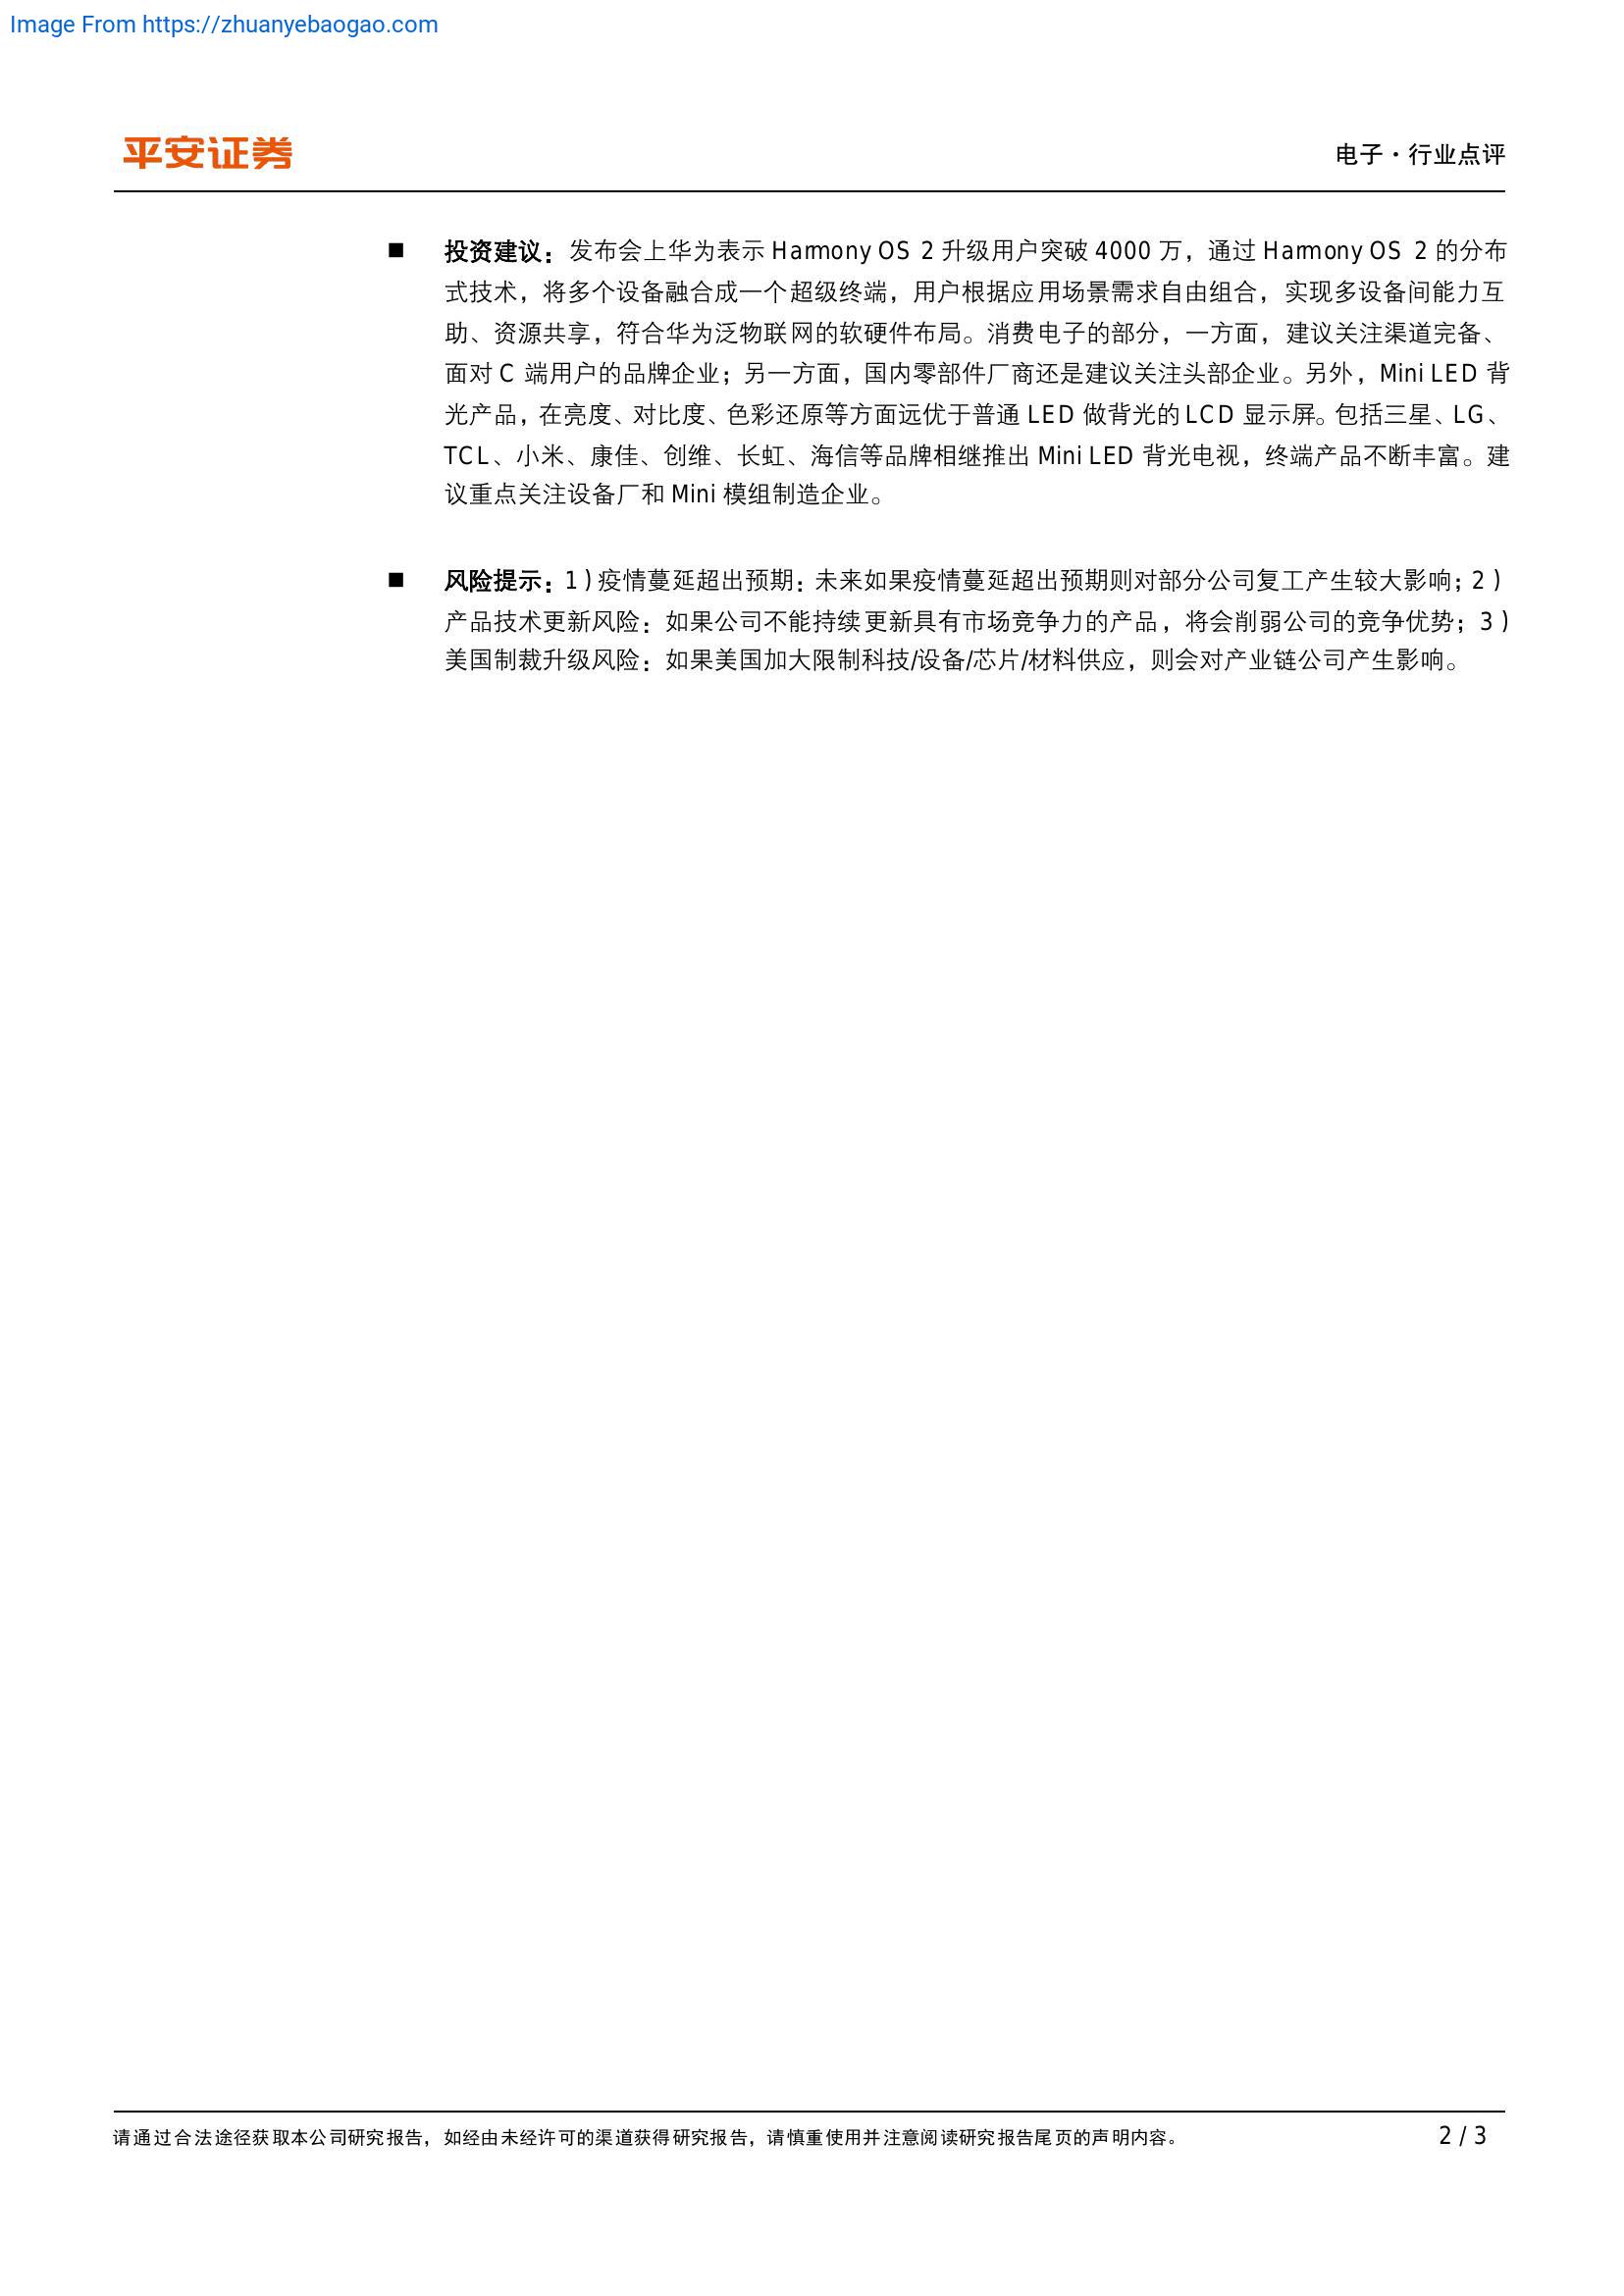 Image From https://zhuanyebaogao.com
平安证券
电子·行业点评
■ 投资建议：发布会上华为表示 Harmony OS 2 升级用户突破 4000 万，通过 Harmony OS 2 的分布
式技术，将多个设备融合成一个超级终端，用户根据应用场景需求自由组合，实现多设备间能力互
助、资源共享，符合华为泛物联网的软硬件布局。消费电子的部分，一方面，建议关注渠道完备、
面对 C 端用户的品牌企业；另一方面，国内零部件厂商还是建议关注头部企业。另外，Mini LED 背
光产品，在亮度、对比度、色彩还原等方面远优于普通 LED 做背光的 LCD 显示屏。包括三星、LG、
TCL、小米、康佳、创维、长虹、海信等品牌相继推出 Mini LED 背光电视，终端产品不断丰富。建
议重点关注设备厂和 Mini 模组制造企业。
■ 风险提示：1）疫情蔓延超出预期：未来如果疫情蔓延超出预期则对部分公司复工产生较大影响；2）
产品技术更新风险：如果公司不能持续更新具有市场竞争力的产品，将会削弱公司的竞争优势；3）
美国制裁升级风险：如果美国加大限制科技/设备/芯片/材料供应，则会对产业链公司产生影响。
请通过合法途径获取本公司研究报告，如经由未经许可的渠道获得研究报告，请慎重使用并注意阅读研究报告尾页的声明内容。
2 / 3